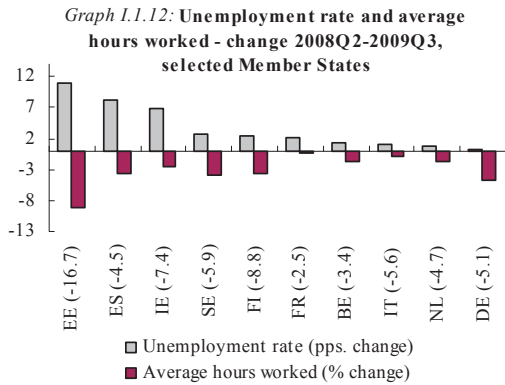 Graph I.1.12: Unemployment rate and average
hours worked - change 2008Q2-2009Q3,
selected Member States
12
7
2
-3
-8
-13
EE (-16.7)
ES (-4.5)
IE (-7.4)
SE (-5.9)
FI (-8.8)
FR (-2.5)
BE (-3.4)
IT (-5.6)
NL (-4.7)
DE (-5.1)
Unemployment rate (pps. change)
Average hours worked (% change)